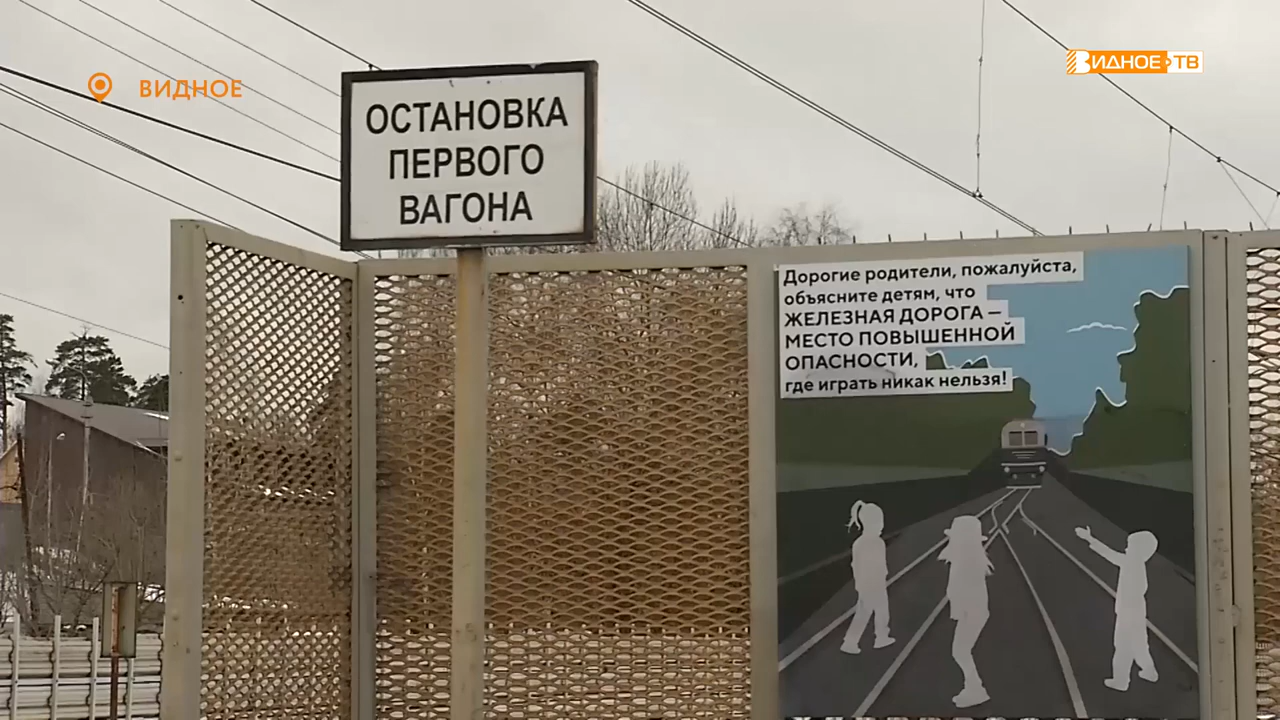 ВИДНОЕ
ВИДНОЕ ТВ
ОСТАНОВКА
ПЕРВОГО
ВАГОНА
Дорогие родители, пожалуйста,
объясните детям, что
ЖЕЛЕЗНАЯ ДОРОГА –
МЕСТО ПОВЫШЕННОЙ
ОПАСНОСТИ,
где играть никак нельзя!